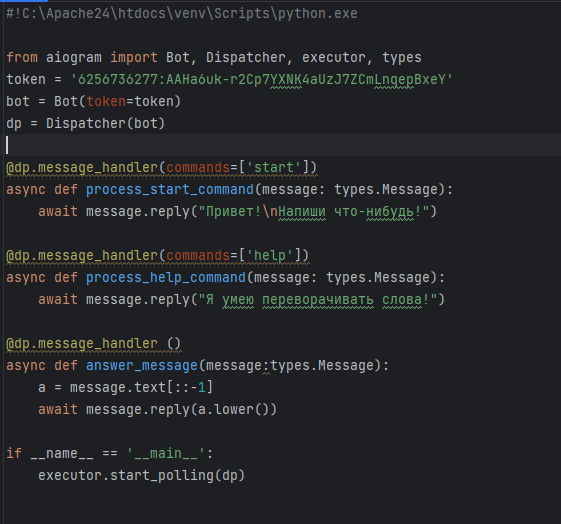 #!C:\Apache24\htdocs\venv\Scripts\python.exe
from aiogram import Bot, Dispatcher, executor, types
token = '6256736277:AAHa6uk-r2Cp7YXNK4aUzJ7ZCmLnqepBxeY'
bot = Bot(token=token)
dp = Dispatcher(bot)
@dp.message_handler(commands=['start'])
async def process_start_command(message: types.Message):
    await message.reply("Привет!\nНапиши что-нибудь!")
@dp.message_handler(commands=['help'])
async def process_help_command(message: types.Message):
    await message.reply("Я умею переворачивать слова!")
@dp.message_handler ()
async def answer_message(message:types.Message):
    a = message.text[::-1]
    await message.reply(a.lower())
if __name__ == '__main__':
    executor.start_polling(dp)